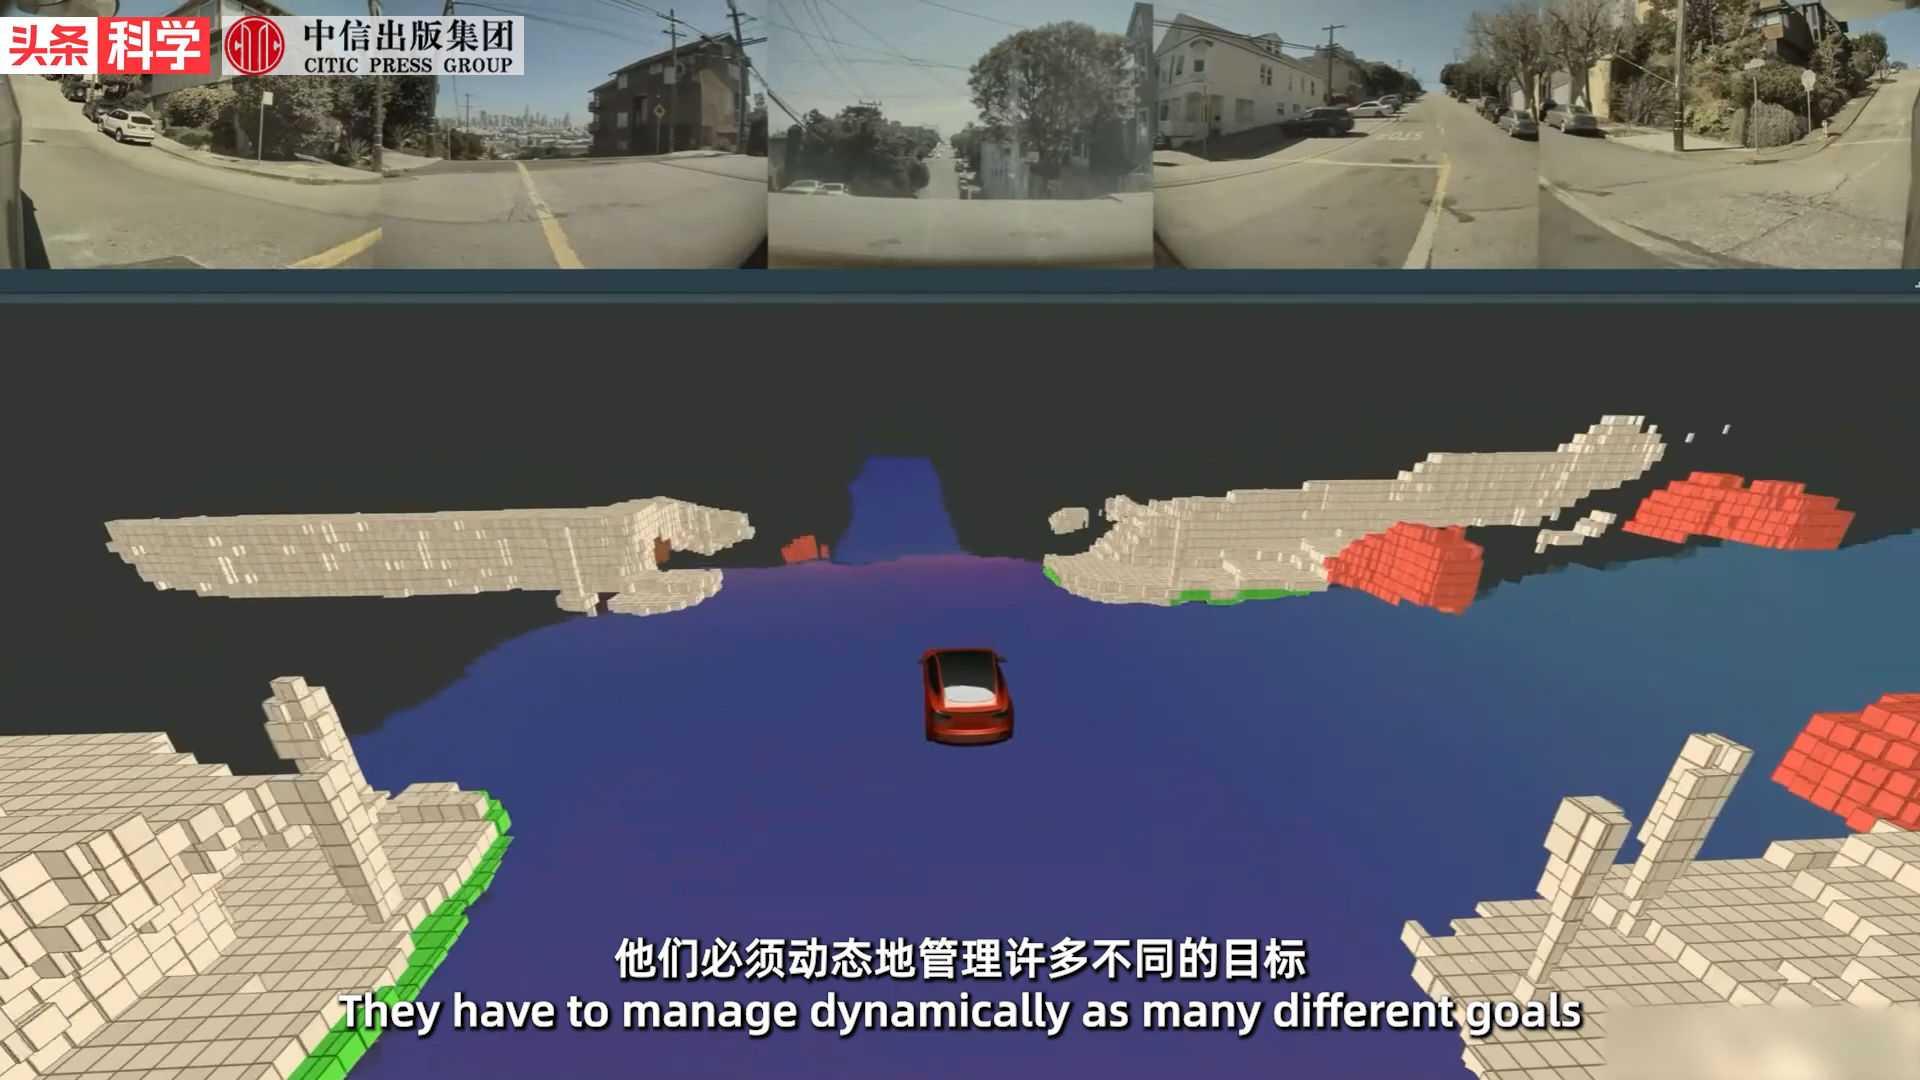 头条 科学
中信出版集团
CITIC PRESS GROUP
他们必须动态地管理许多不同的目标
They have to manage dynamically as many different goals